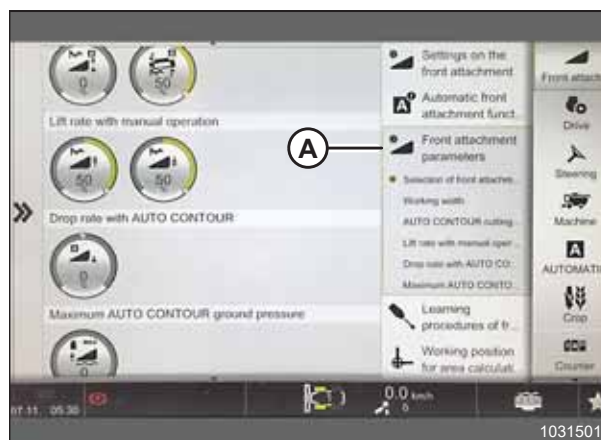 0
50
%
Lift rate with manual operation
50
%
50
%
Drop rate with AUTO CONTOUR
0
Maximum AUTO CONTOUR ground pressure
0
Settings on the
front attachment
Automatic front
attachment funct...
A
Front attachment
parameters
Selection of front attachm...
Working width
AUTO CONTOUR cutting
Lift rate with manual oper...
Drop rate with AUTO CO...
Maximum AUTO CONTO...
Learning
procedures of fr...
Working position
for area calculati...
Front attach
Drive
Steering
Machine
A
AUTOMATI
Crop
Counter
07.11. 05:30
0.0 km/h
6
1031501